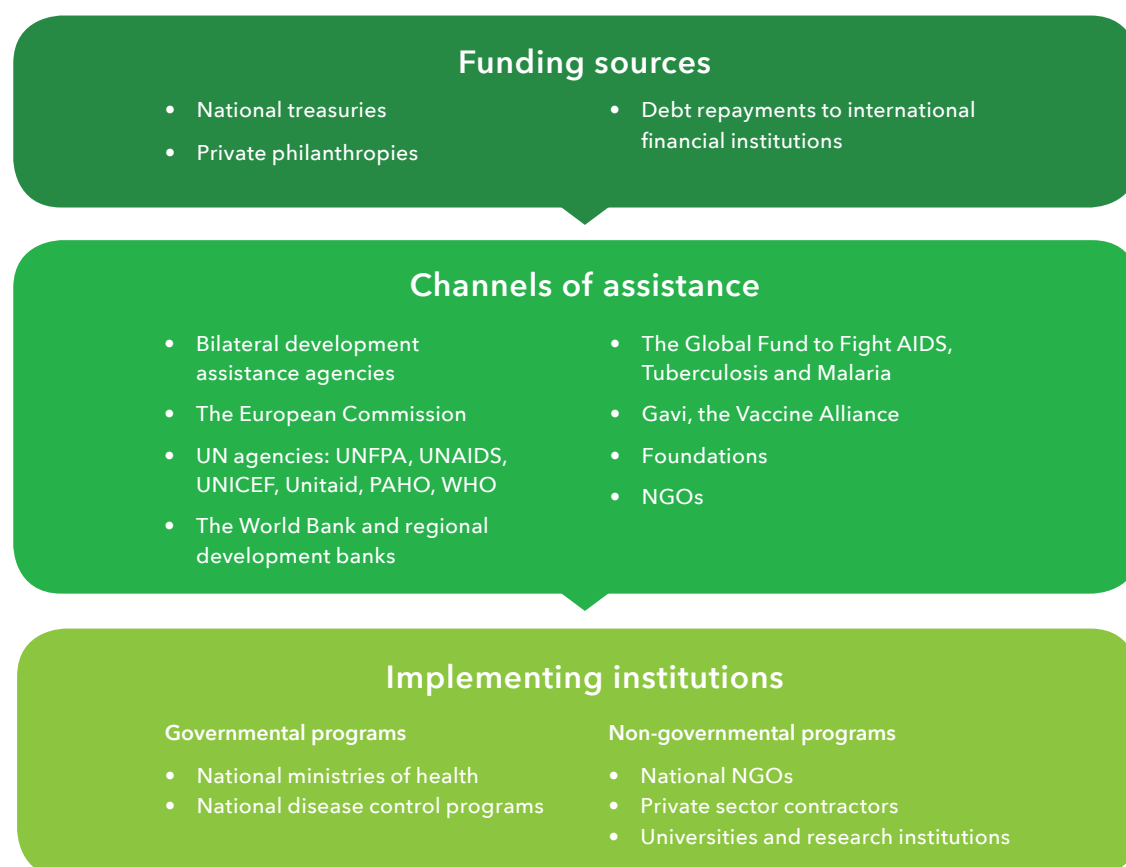 Funding sources
• National treasuries
• Private philanthropies
• Debt repayments to international
financial institutions
Channels of assistance
• Bilateral development
assistance agencies
• The European Commission
• UN agencies: UNFPA, UNAIDS,
UNICEF, Unitaid, PAHO, WHO
• The World Bank and regional
development banks
• The Global Fund to Fight AIDS,
Tuberculosis and Malaria
• Gavi, the Vaccine Alliance
• Foundations
• NGOs
Implementing institutions
Governmental programs
• National ministries of health
• National disease control programs
Non-governmental programs
• National NGOs
• Private sector contractors
• Universities and research institutions